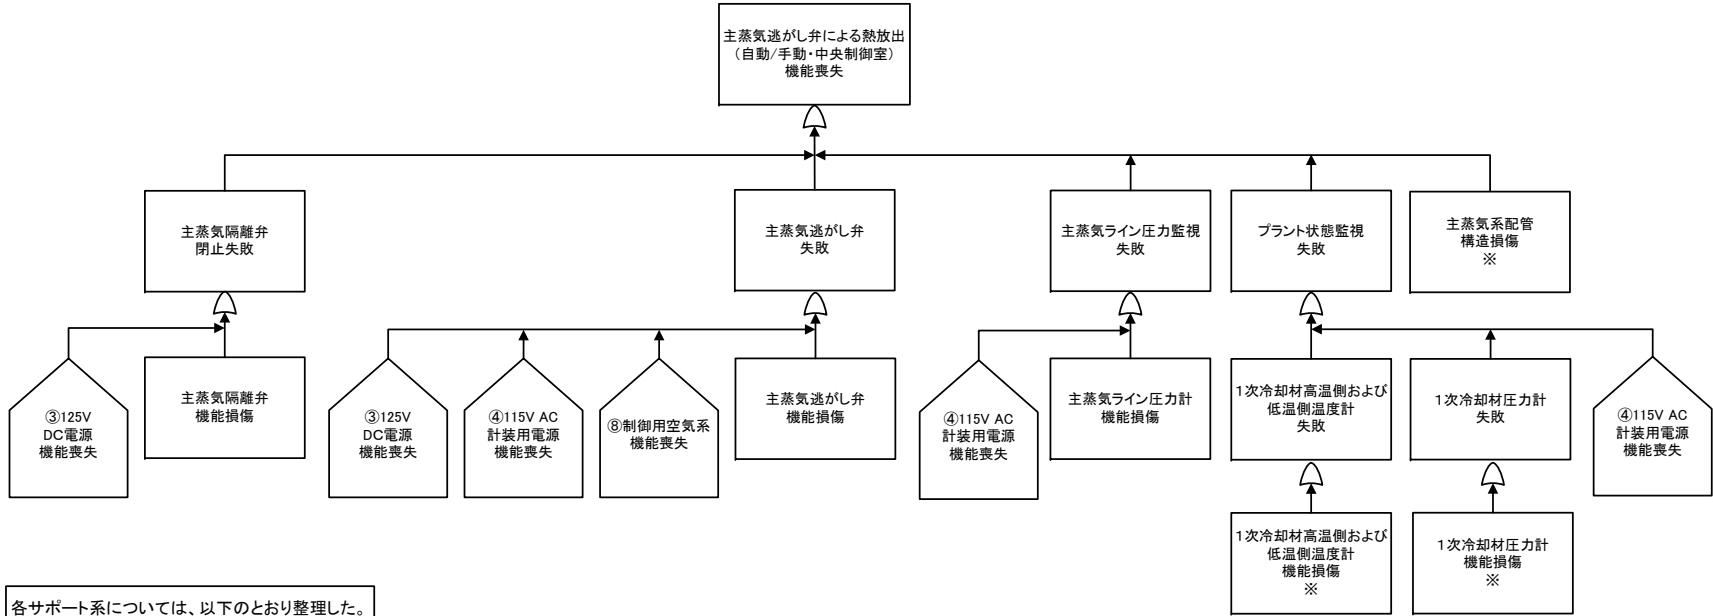 主蒸気逃がし弁による熱放出
(自動/手動・中央制御室)
機能喪失
主蒸気隔離弁
閉止失敗
主蒸気逃がし弁
失敗
主蒸気ライン圧力監視
失敗
プラント状態監視
失敗
主蒸気系配管
構造損傷
※
③125V
DC電源
機能喪失
主蒸気隔離弁
機能損傷
③125V
DC電源
機能喪失
④115V AC
計装用電源
機能喪失
⑧制御用空気系
機能喪失
主蒸気逃がし弁
機能損傷
④115V AC
計装用電源
機能喪失
主蒸気ライン圧力計
機能損傷
1次冷却材高温側および
低温側温度計
失敗
1次冷却材圧力計
失敗
④115V AC
計装用電源
機能喪失
1次冷却材高温側および
低温側温度計
機能損傷
※
1次冷却材圧力計
機能損傷
※
各サポート系については、以下のとおり整理した。